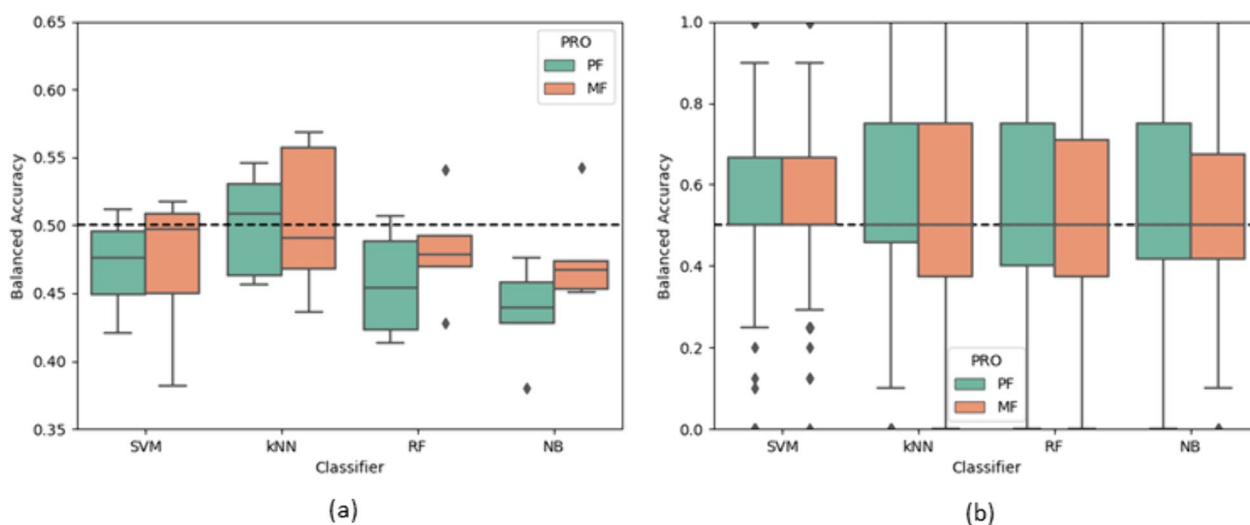 0.65
0.60
0.55
0.50
0.45
0.40
0.35
Balanced Accuracy
PRO
PF
MF
SVM
kNN
RF
NB
Classifier
(a)
1.0
0.8
0.6
0.4
0.2
0.0
Balanced Accuracy
PRO
PF
MF
SVM
kNN
RF
NB
Classifier
(b)